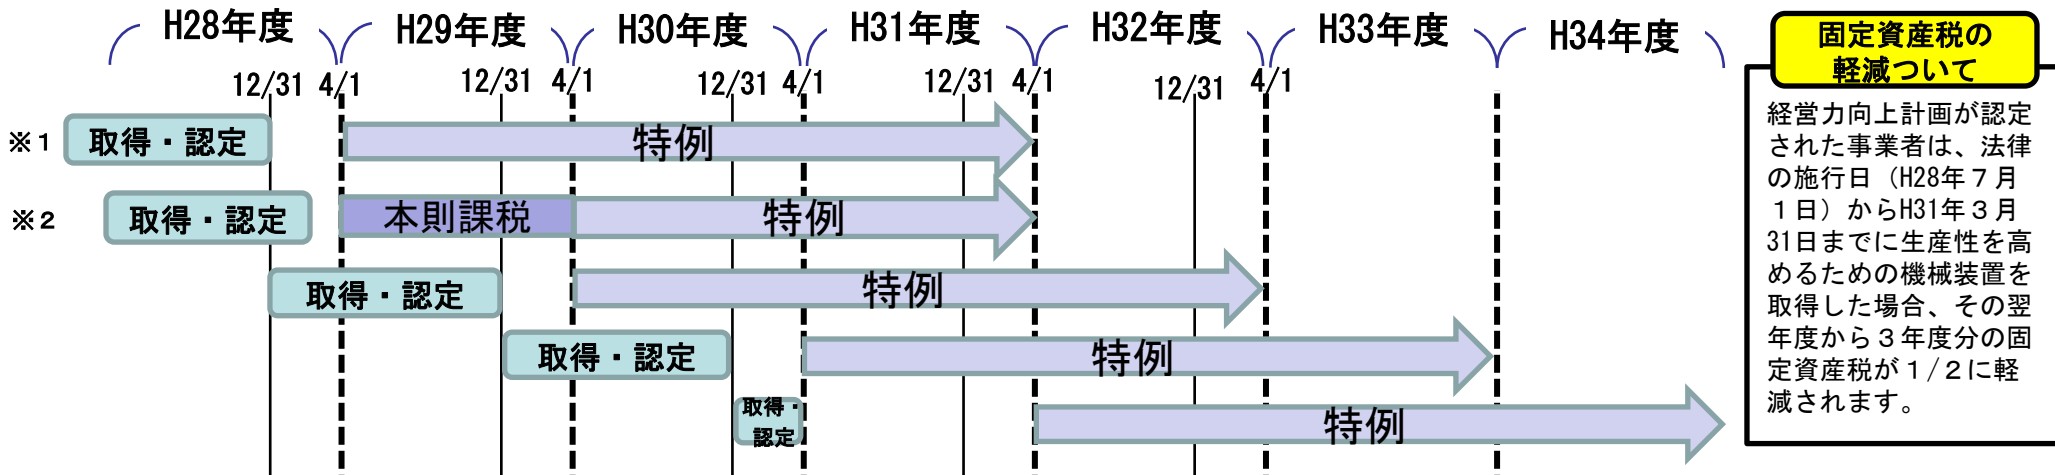 H28年度 H29年度 H30年度 H31年度 H32年度 H33年度 H34年度
12/31 4/1 12/31 4/1 12/31 4/1 12/31 4/1 12/31 4/1
※1 取得・認定 特例
※2 取得・認定 本則課税 特例
取得・認定 特例
取得・認定 特例
取得・
認定
特例
固定資産税の
軽減ついて
経営力向上計画が認定
された事業者は、法律
の施行日（H28年７月
１日）からH31年３月
31日までに生産性を高
めるための機械装置を
取得した場合、その翌
年度から３年度分の固
定資産税が１/２に軽
減されます。